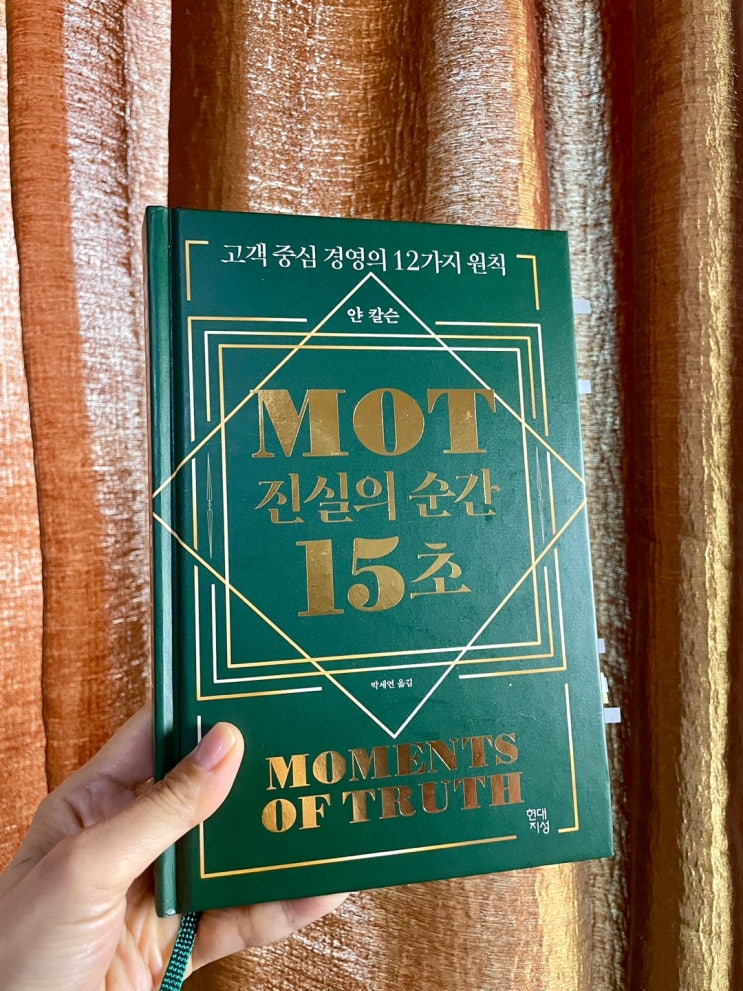 고객 중심 경영의 12가지 원칙
얀 칼슨
MOT
진실의 순간
15초
박세연 옮김
MOMENTS
OF TRUTH
현대
지성